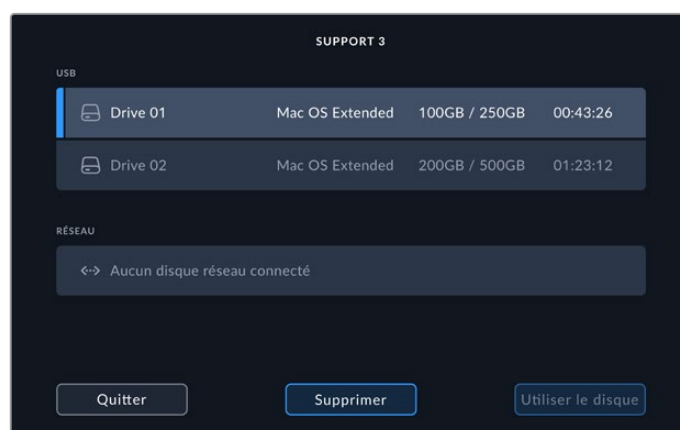 SUPPORT 3
USB
Drive 01 Mac OS Extended 100GB / 250GB 00:43:26
Drive 02 Mac OS Extended 200GB / 500GB 01:23:12
RÉSEAU
Aucun disque réseau connecté
Quitter Supprimer Utiliser le disque